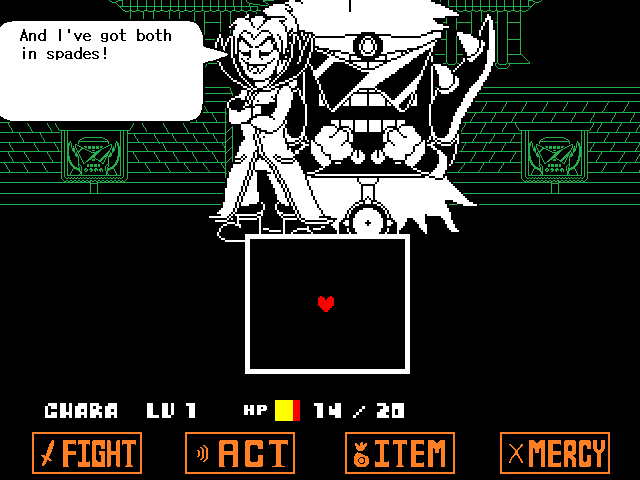 And I've got both
in spades!
CHARA LV 1 HP 14 / 20
FIGHT ACT ITEM MERCY